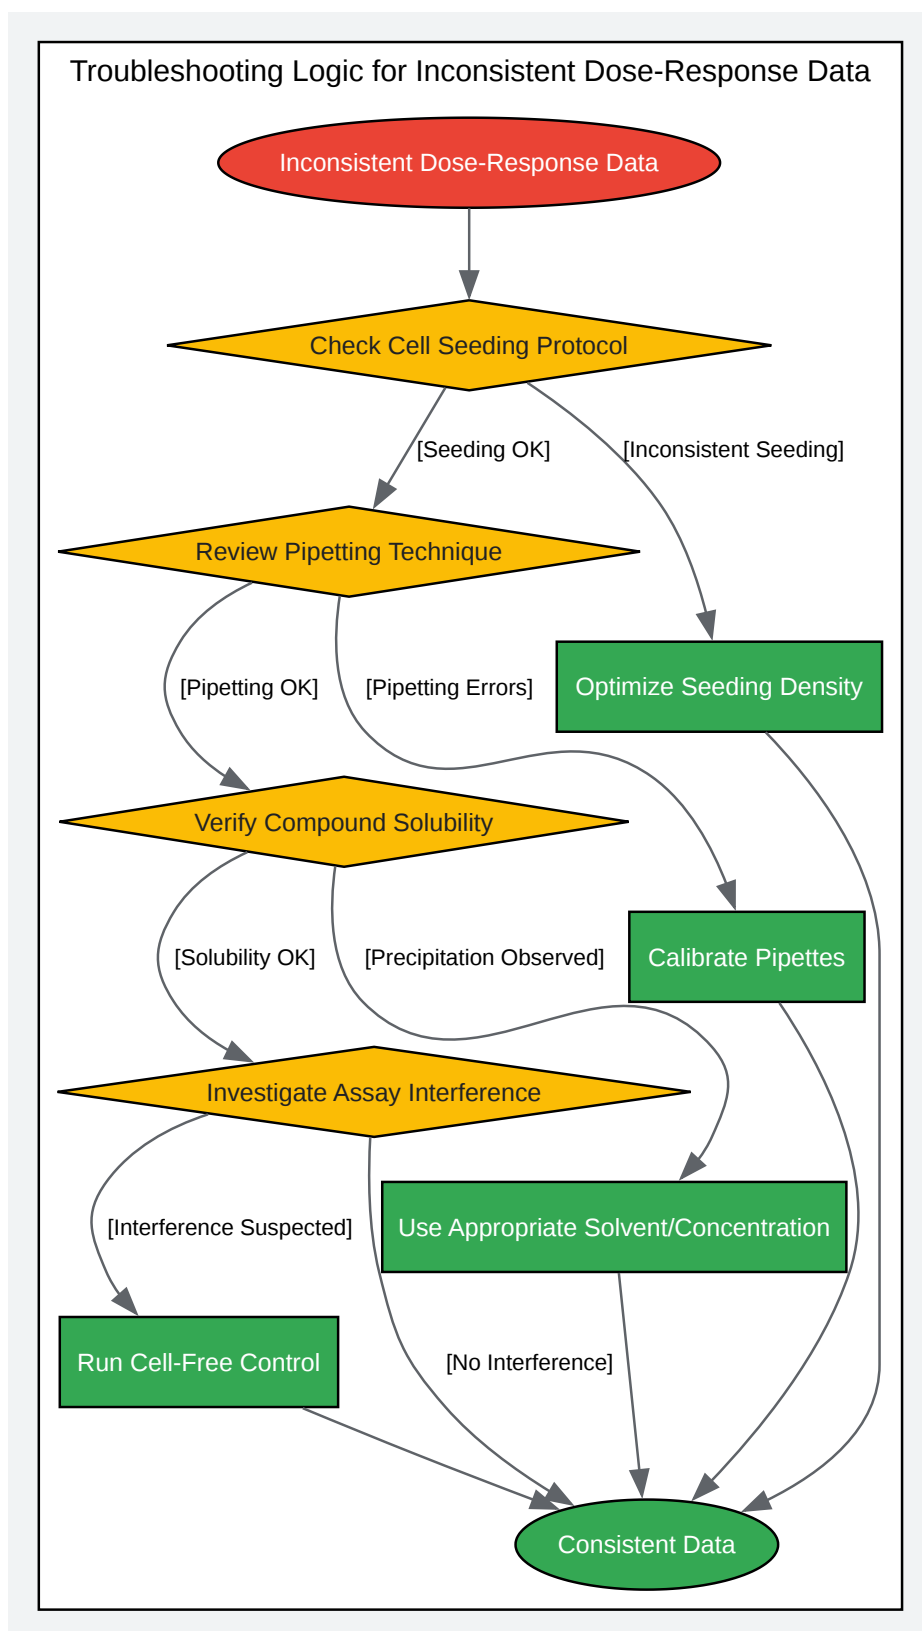 Troubleshooting Logic for Inconsistent Dose-Response Data
Inconsistent Dose-Response Data
Check Cell Seeding Protocol
[Seeding OK]
[Inconsistent Seeding]
Review Pipetting Technique
[Pipetting OK]
[Pipetting Errors]
Optimize Seeding Density
Verify Compound Solubility
[Solubility OK]
[Precipitation Observed]
Calibrate Pipettes
Investigate Assay Interference
[Interference Suspected]
Use Appropriate Solvent/Concentration
Run Cell-Free Control
[No Interference]
Consistent Data